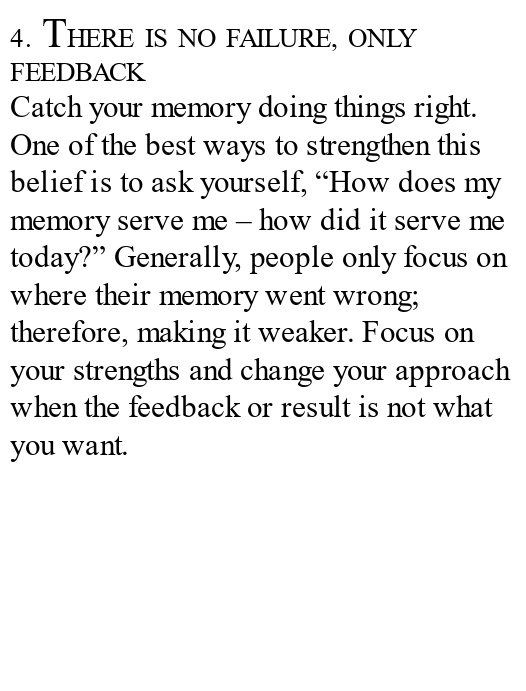 4. THERE IS NO FAILURE, ONLY
FEEDBACK
Catch your memory doing things right.
One of the best ways to strengthen this
belief is to ask yourself, “How does my
memory serve me – how did it serve me
today?” Generally, people only focus on
where their memory went wrong;
therefore, making it weaker. Focus on
your strengths and change your approach
when the feedback or result is not what
you want.